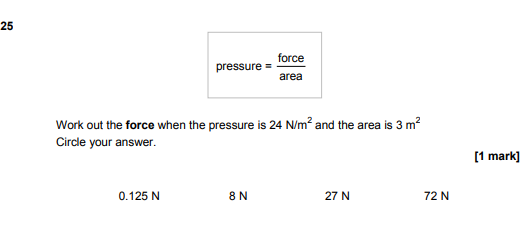 25
pressure = force
area
Work out the force when the pressure is 24 N/m² and the area is 3 m²
Circle your answer.
[1 mark]
0.125 N 8 N 27 N 72 N